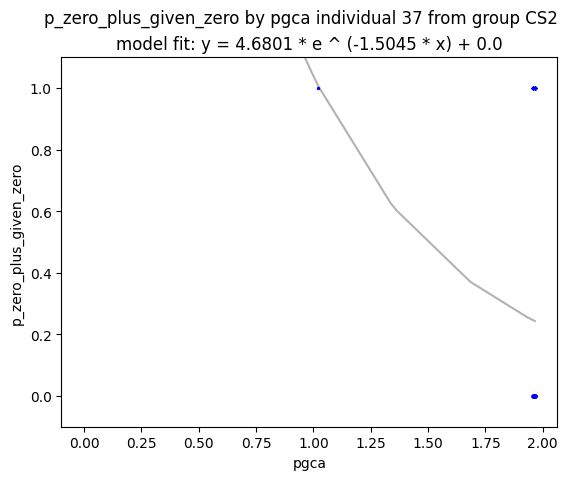 p_zero_plus_given_zero by pgca individual 37 from group CS2
model fit: y = 4.6801 * e ^ (-1.5045 * x) + 0.0
p_zero_plus_given_zero
1.0
0.8
0.6
0.4
0.2
0.0
0.00 0.25 0.50 0.75 1.00 1.25 1.50 1.75 2.00
pgca